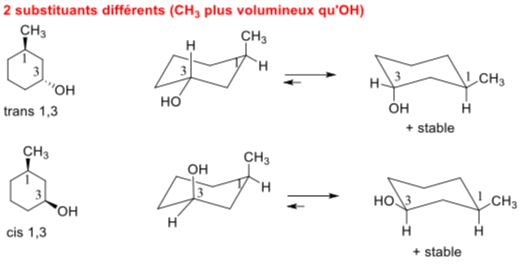 2 substituants différents (CH3 plus volumineux qu'OH)
CH3
1
3
OH
trans 1,3
H
CH3
3
1
H
HO
H
3
1
CH3
OH
H
+ stable
CH3
1
3
OH
cis 1,3
OH
CH3
3
1
H
H
HO
3
1
CH3
H
H
+ stable